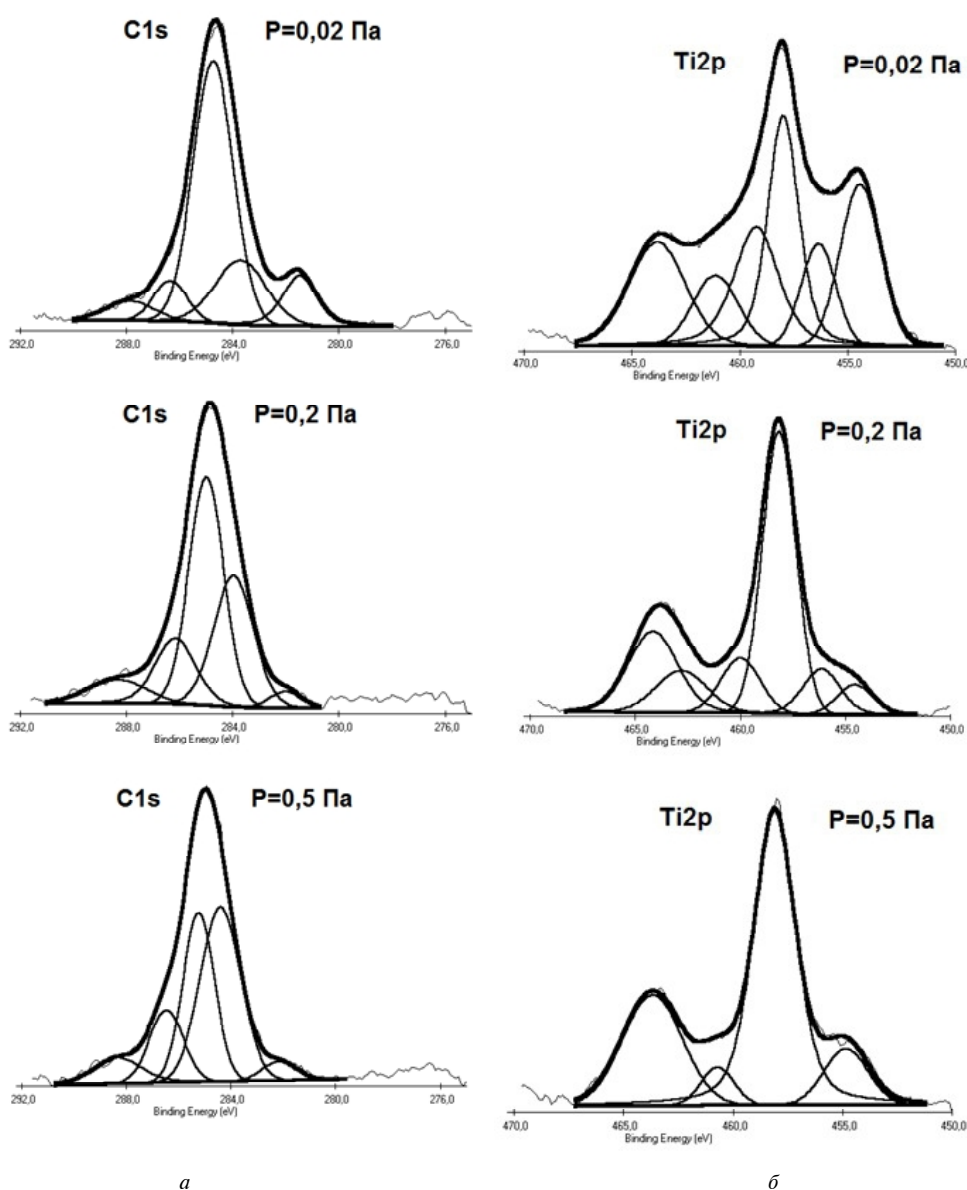 C1s P=0,02 Па
292,0 288,0 284,0 280,0 276,0
Binding Energy (eV)
Ti2p P=0,02 Па
470,0 465,0 460,0 455,0 450,0
Binding Energy (eV)
C1s P=0,2 Па
292,0 288,0 284,0 280,0 276,0
Binding Energy (eV)
Ti2p P=0,2 Па
470,0 465,0 460,0 455,0 450,0
Binding Energy (eV)
C1s P=0,5 Па
292,0 288,0 284,0 280,0 276,0
Binding Energy (eV)
Ti2p P=0,5 Па
470,0 465,0 460,0 455,0 450,0
Binding Energy (eV)
а б